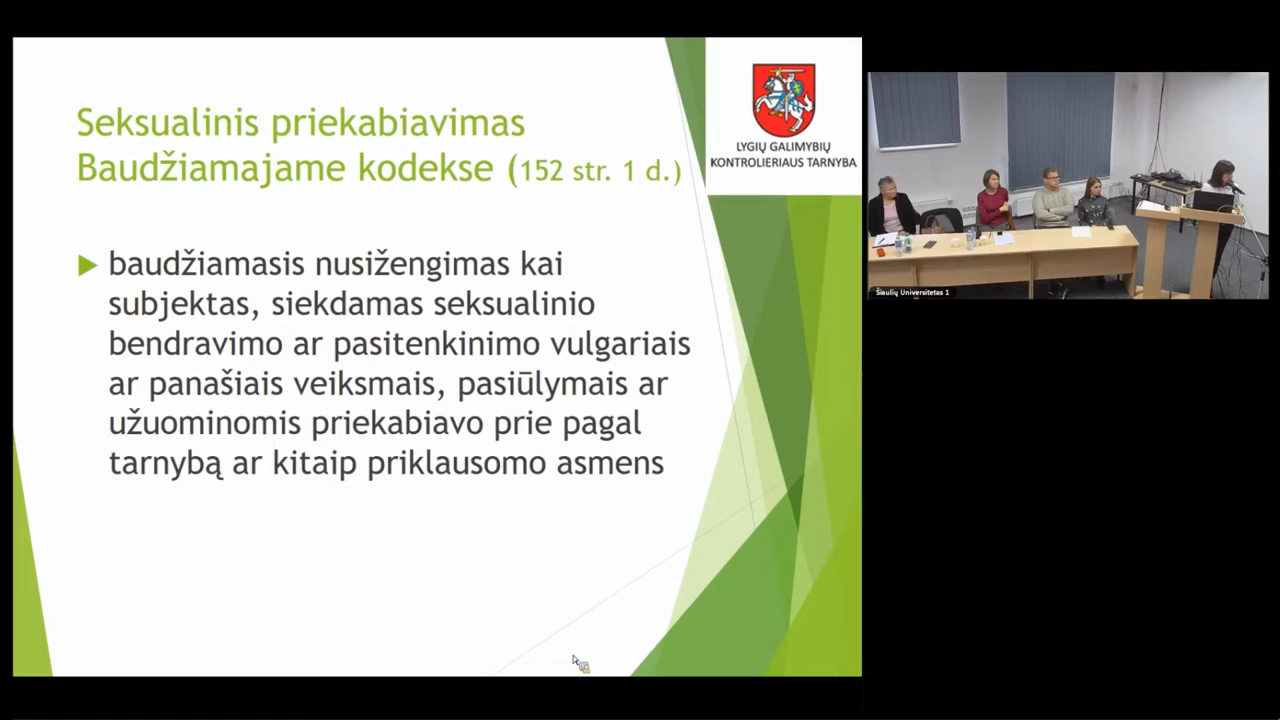 Seksualinis priekabiavimas
Baudžiamajame kodekse (152 str. 1 d.)
LYGIŲ GALIMYBIŲ
KONTROLIERIAUS TARNYBA
baudžiamasis nusižengimas kai
subjektas, siekdamas seksualinio
bendravimo ar pasitenkinimo vulgariais
ar panašiais veiksmais, pasiūlymais ar
užuominomis priekabiavo prie pagal
tarnybą ar kitaip priklausomo asmens
Šiaulių Universitetas 1